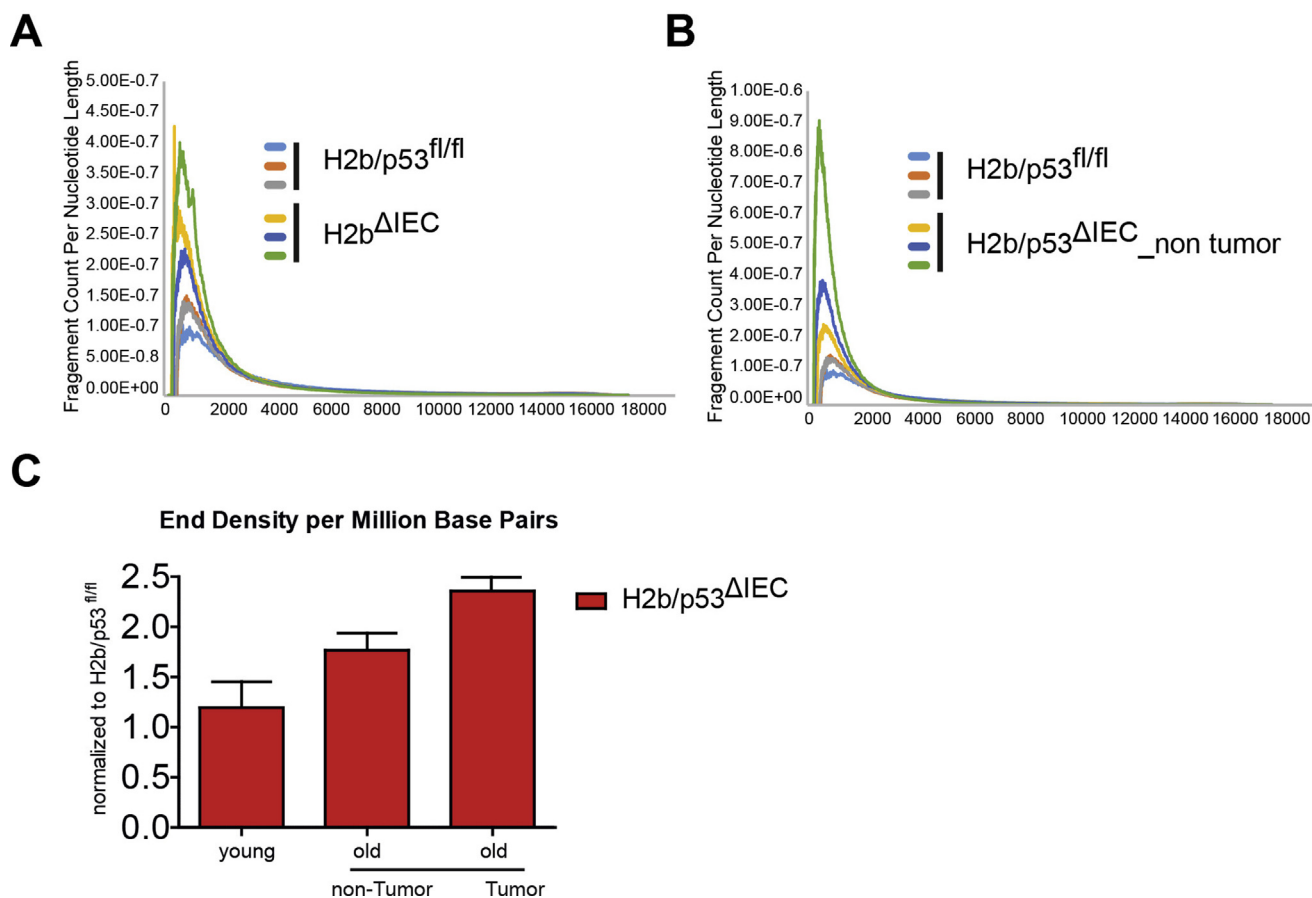 A
Fragement Count Per Nucleotide Length
5.00E-0.7
4.50E-0.7
4.00E-0.7
3.50E-0.7
3.00E-0.7
2.50E-0.7
2.00E-0.7
1.50E-0.7
1.00E-0.7
5.00E-0.8
0.00E+00
0 2000 4000 6000 8000 10000 12000 14000 16000 18000
H2b/p53fl/fl
H2bΔIEC
B
Fragement Count Per Nucleotide Length
1.00E-0.6
9.00E-0.7
8.00E-0.6
7.00E-0.7
6.00E-0.7
5.00E-0.7
4.00E-0.7
3.00E-0.7
2.00E-0.7
1.00E-0.7
0.00E+00
0 2000 4000 6000 10000 12000 14000 16000 18000
H2b/p53fl/fl
H2b/p53ΔIEC_non tumor
C
End Density per Million Base Pairs
normalized to H2b/p53 fl/fl
2.5
2.0
1.5
1.0
0.5
0.0
young old old
non-Tumor Tumor
H2b/p53ΔIEC